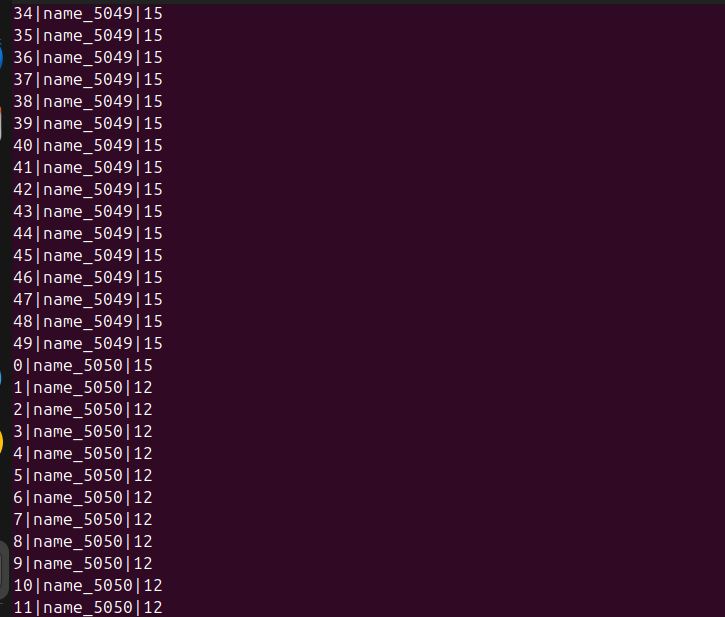 34|name_5049|15
35|name_5049|15
36|name_5049|15
37|name_5049|15
38|name_5049|15
39|name_5049|15
40|name_5049|15
41|name_5049|15
42|name_5049|15
43|name_5049|15
44|name_5049|15
45|name_5049|15
46|name_5049|15
47|name_5049|15
48|name_5049|15
49|name_5049|15
0|name_5050|15
1|name_5050|12
2|name_5050|12
3|name_5050|12
4|name_5050|12
5|name_5050|12
6|name_5050|12
7|name_5050|12
8|name_5050|12
9|name_5050|12
10|name_5050|12
11|name_5050|12